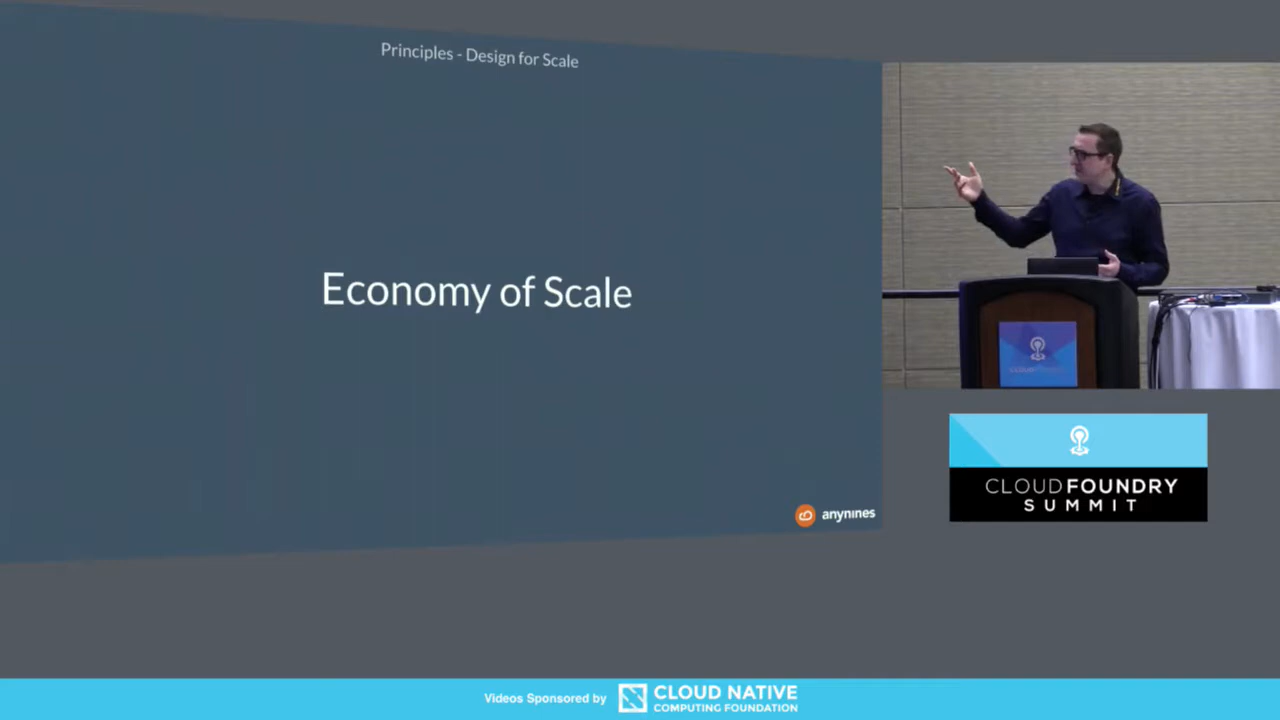 Principles - Design for Scale
Economy of Scale
anynines
CLOUD FOUNDRY
SUMMIT
Videos Sponsored by
CLOUD NATIVE
COMPUTING FOUNDATION